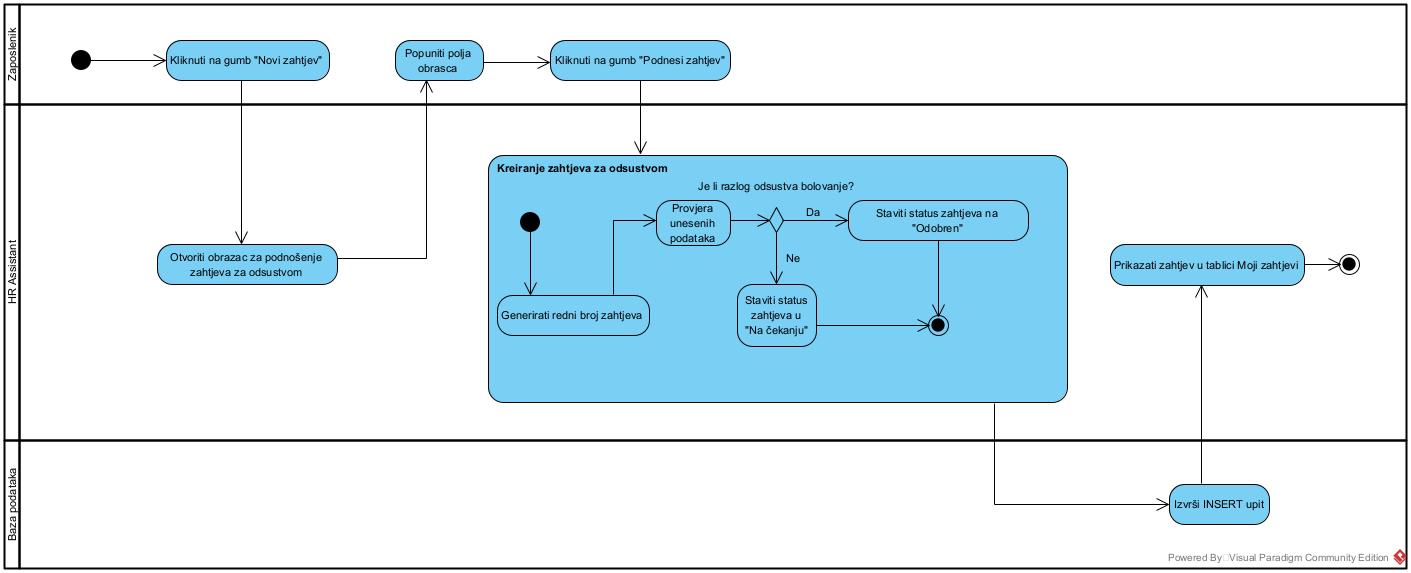 Zaposlenik
Kliknuti na gumb "Novi zahtjev"
Popuniti polja
obrasca
Kliknuti na gumb "Podnesi zahtjev"
HR Assistant
Otvoriti obrazac za podnošenje
zahtjeva za odsustvom
Kreiranje zahtjeva za odsustvom
Je li razlog odsustva bolovanje?
Generirati redni broj zahtjeva
Provjera
unesenih
podataka
Da
Staviti status zahtjeva na
"Odobren"
Ne
Staviti status
zahtjeva u
"Na čekanju"
Prikazati zahtjev u tablici Moji zahtjevi
Baza podataka
Izvrši INSERT upit
Powered By Visual Paradigm Community Edition